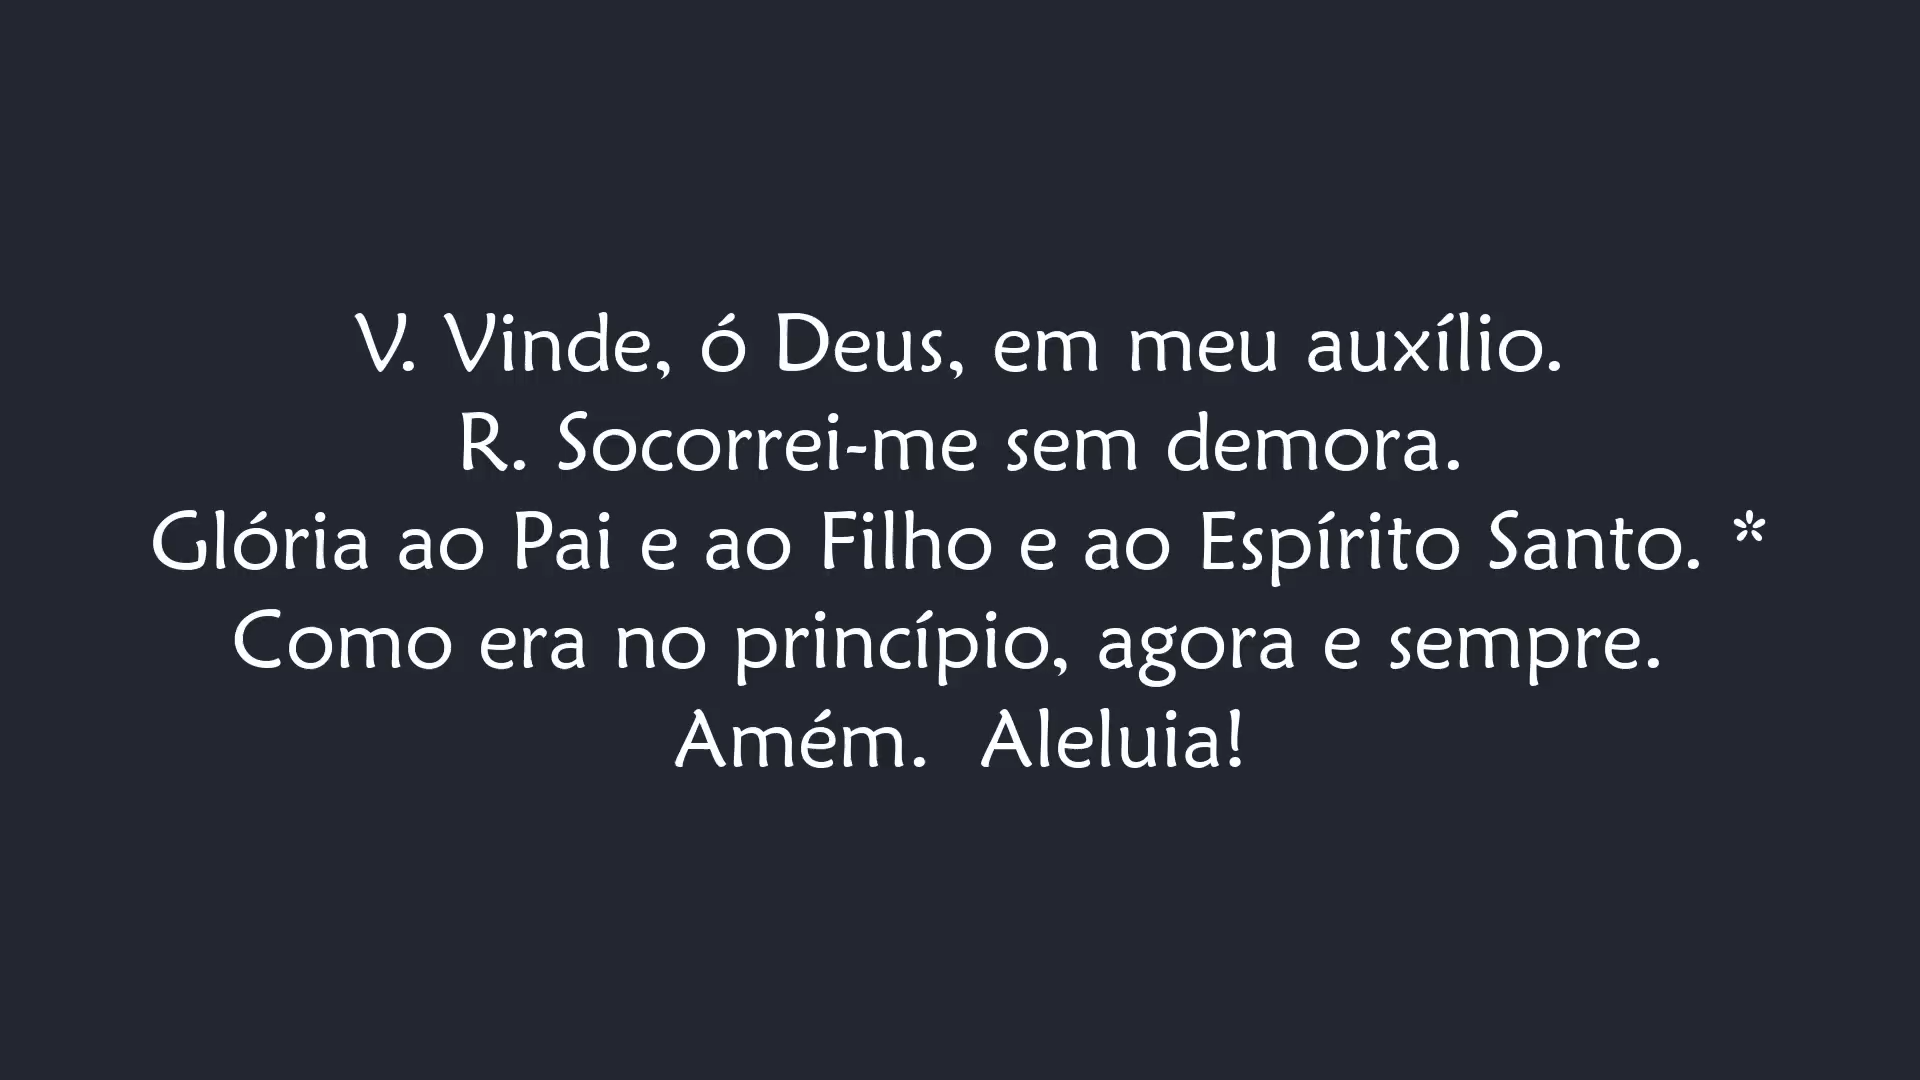 V. Vinde, ó Deus, em meu auxílio.
R. Socorrei-me sem demora.
Glória ao Pai e ao Filho e ao Espírito Santo. *
Como era no princípio, agora e sempre.
Amém.  Aleluia!